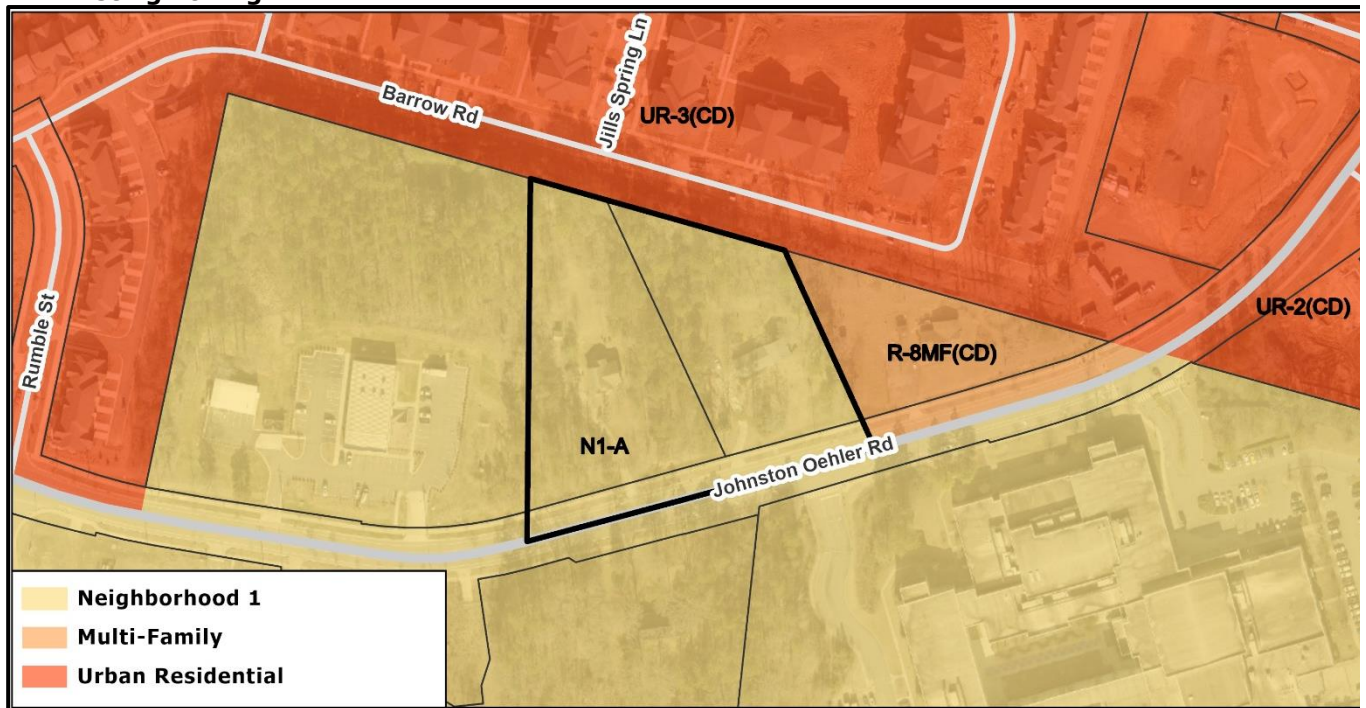 Barrow Rd
Jills Spring Ln
UR-3(CD)
Rumble St
UR-2(CD)
R-8MF(CD)
N1-A
Johnston Oehler Rd
Neighborhood 1
Multi-Family
Urban Residential